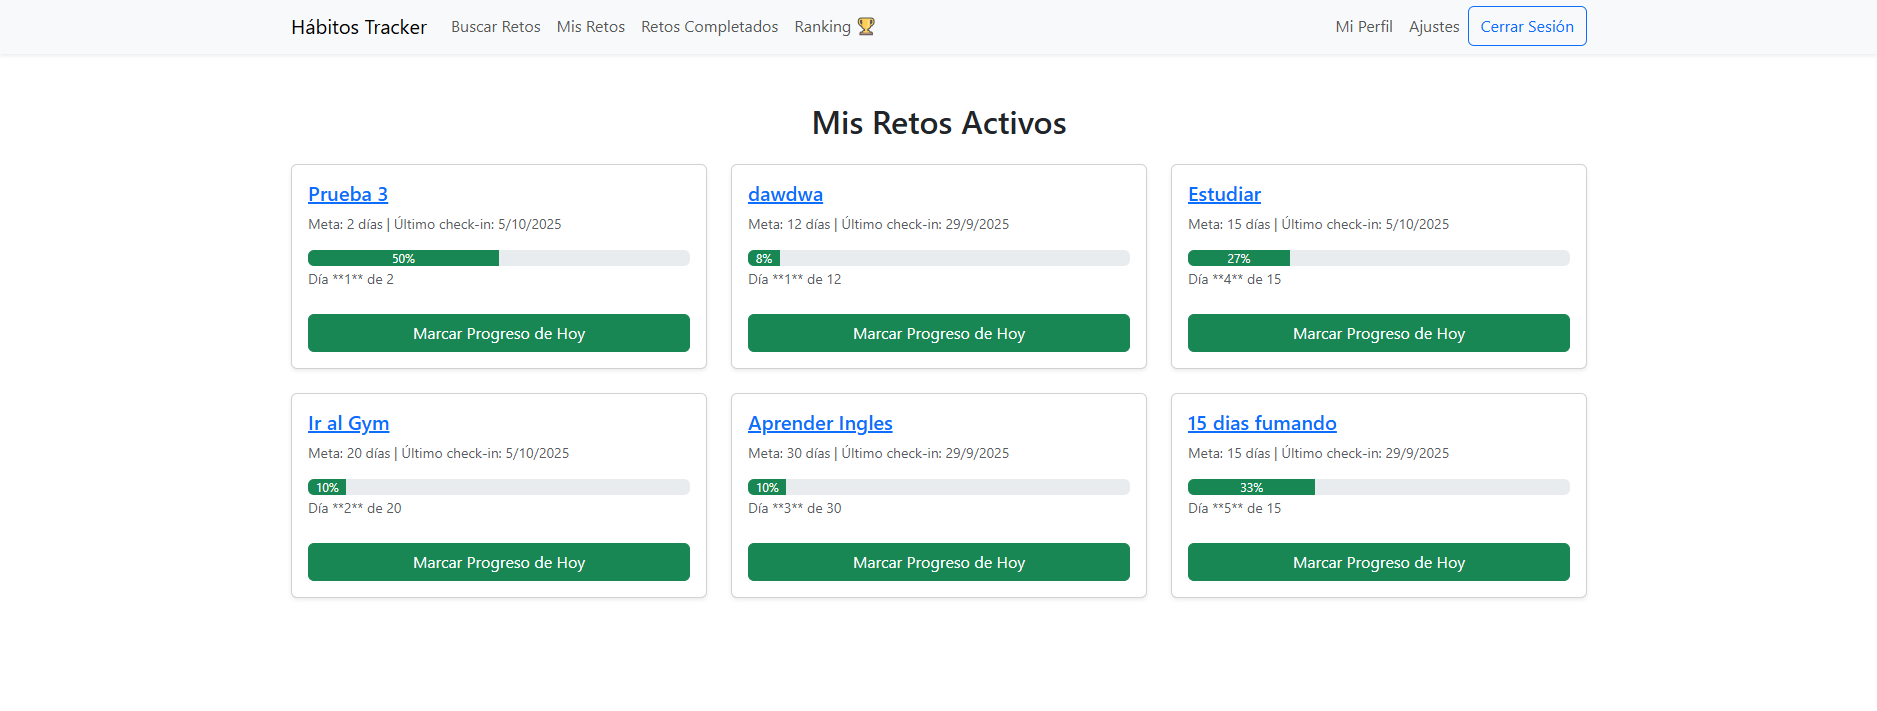 Hábitos Tracker Buscar Retos Mis Retos Retos Completados Ranking 🏆 Mi Perfil Ajustes Cerrar Sesión
Mis Retos Activos
Prueba 3
Meta: 2 días | Último check-in: 5/10/2025
50%
Día **1** de 2
Marcar Progreso de Hoy
dawdwa
Meta: 12 días | Último check-in: 29/9/2025
8%
Día **1** de 12
Marcar Progreso de Hoy
Estudiar
Meta: 15 días | Último check-in: 5/10/2025
27%
Día **4** de 15
Marcar Progreso de Hoy
Ir al Gym
Meta: 20 días | Último check-in: 5/10/2025
10%
Día **2** de 20
Marcar Progreso de Hoy
Aprender Ingles
Meta: 30 días | Último check-in: 29/9/2025
10%
Día **3** de 30
Marcar Progreso de Hoy
15 dias fumando
Meta: 15 días | Último check-in: 29/9/2025
33%
Día **5** de 15
Marcar Progreso de Hoy